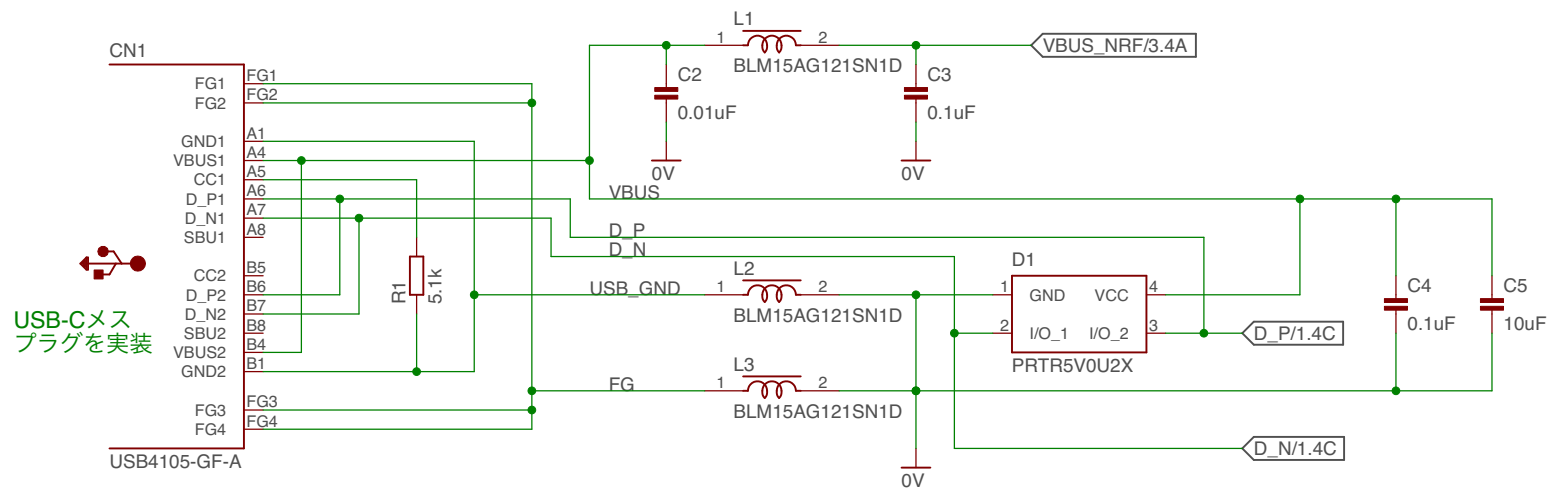 CN1
FG1 FG1
FG2 FG2
GND1 A1
VBUS1 A4
CC1 A5
D_P1 A6
D_N1 A7
SBU1 A8
CC2 B5
D_P2 B6
D_N2 B7
SBU2 B8
VBUS2 B4
GND2 B1
FG3 FG3
FG4 FG4
USB4105-GF-A
USB-Cメス
プラグを実装
R1
5.1k
L1
1 2
BLM15AG121SN1D
VBUS_NRF/3.4A
C2
0.01uF
0V
C3
0.1uF
0V
VBUS
D_P
D_N
USB_GND
L2
1 2
BLM15AG121SN1D
FG
L3
1 2
BLM15AG121SN1D
0V
D1
1 GND VCC 4
2 I/O_1 I/O_2 3
PRTR5V0U2X
C4
0.1uF
C5
10uF
D_P/1.4C
D_N/1.4C